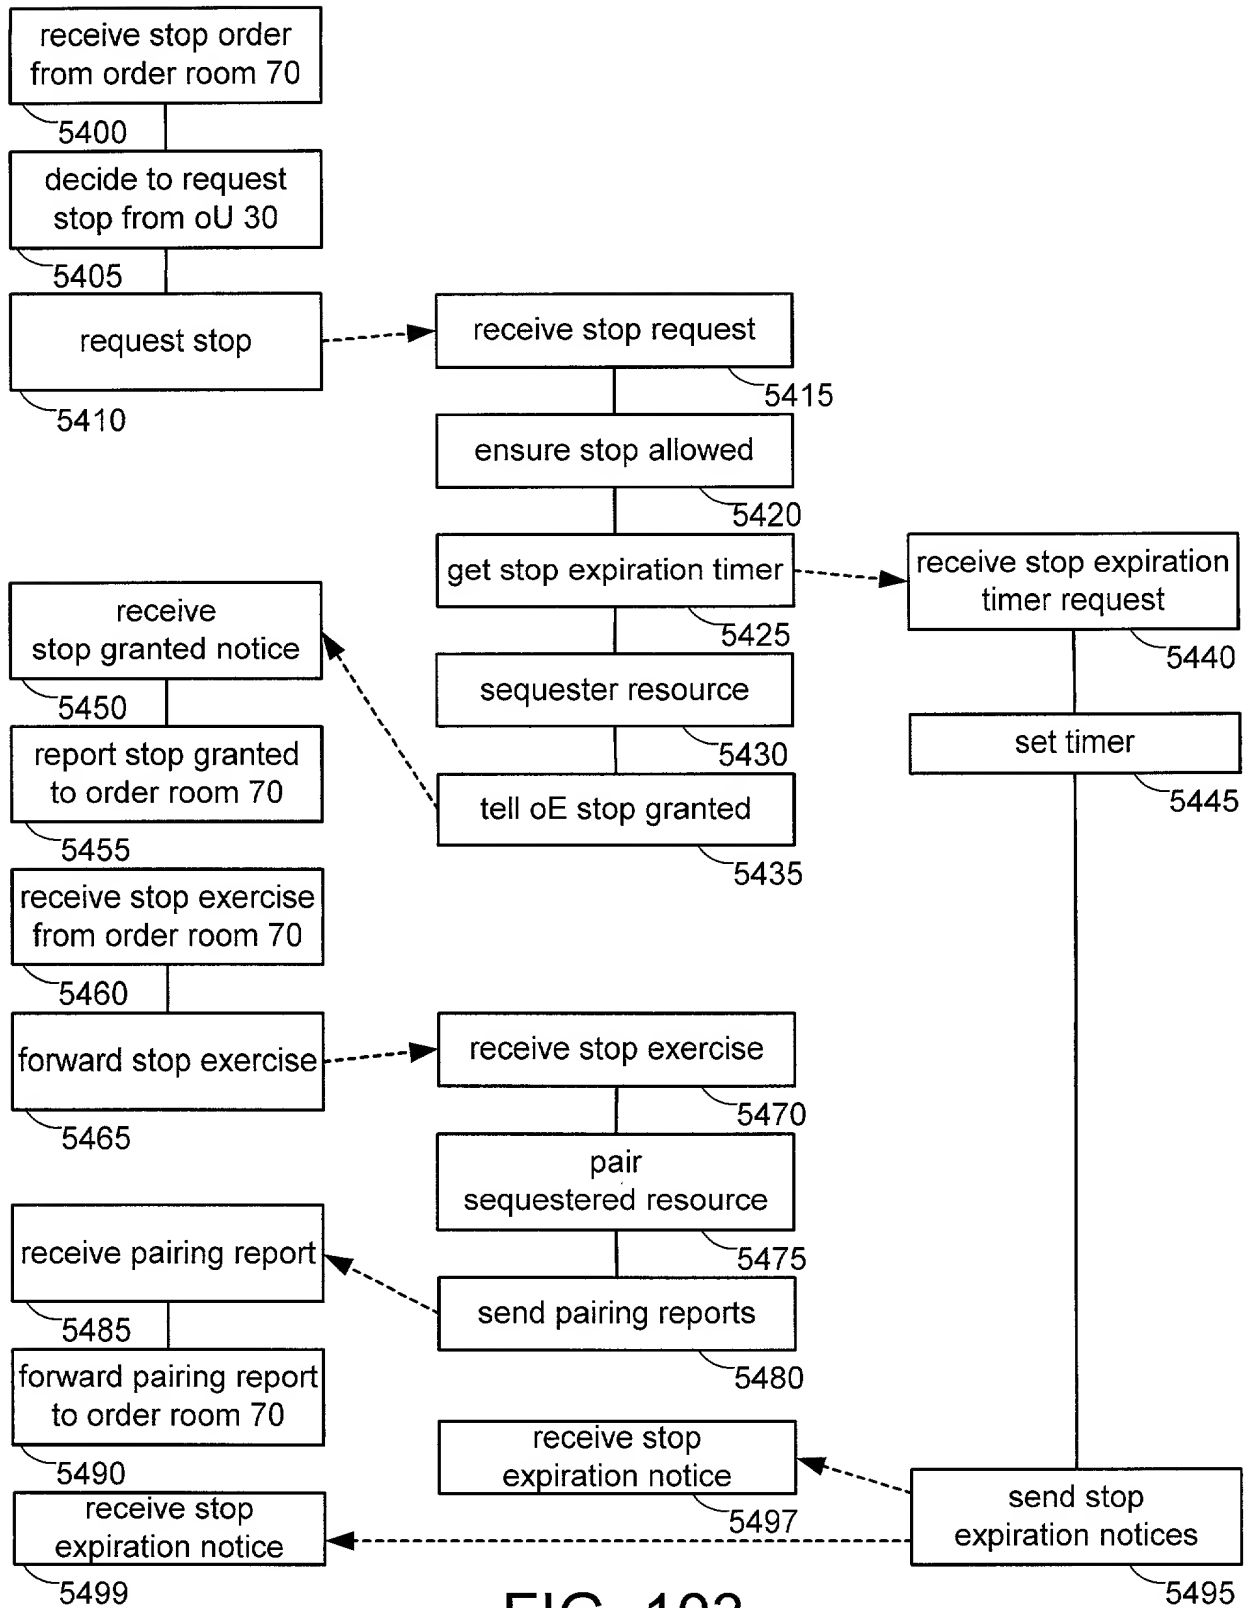 receive stop order
from order room 70
5400
decide to request
stop from oU 30
5405
request stop
5410
receive stop request
5415
ensure stop allowed
5420
get stop expiration timer
5425
receive stop expiration
timer request
5440
receive
stop granted notice
5450
sequester resource
5430
set timer
5445
report stop granted
to order room 70
5455
tell oE stop granted
5435
receive stop exercise
from order room 70
5460
forward stop exercise
5465
receive stop exercise
5470
pair
sequestered resource
5475
receive pairing report
5485
send pairing reports
5480
forward pairing report
to order room 70
5490
receive stop
expiration notice
5497
send stop
expiration notices
5495
receive stop
expiration notice
5499
FIG. 103